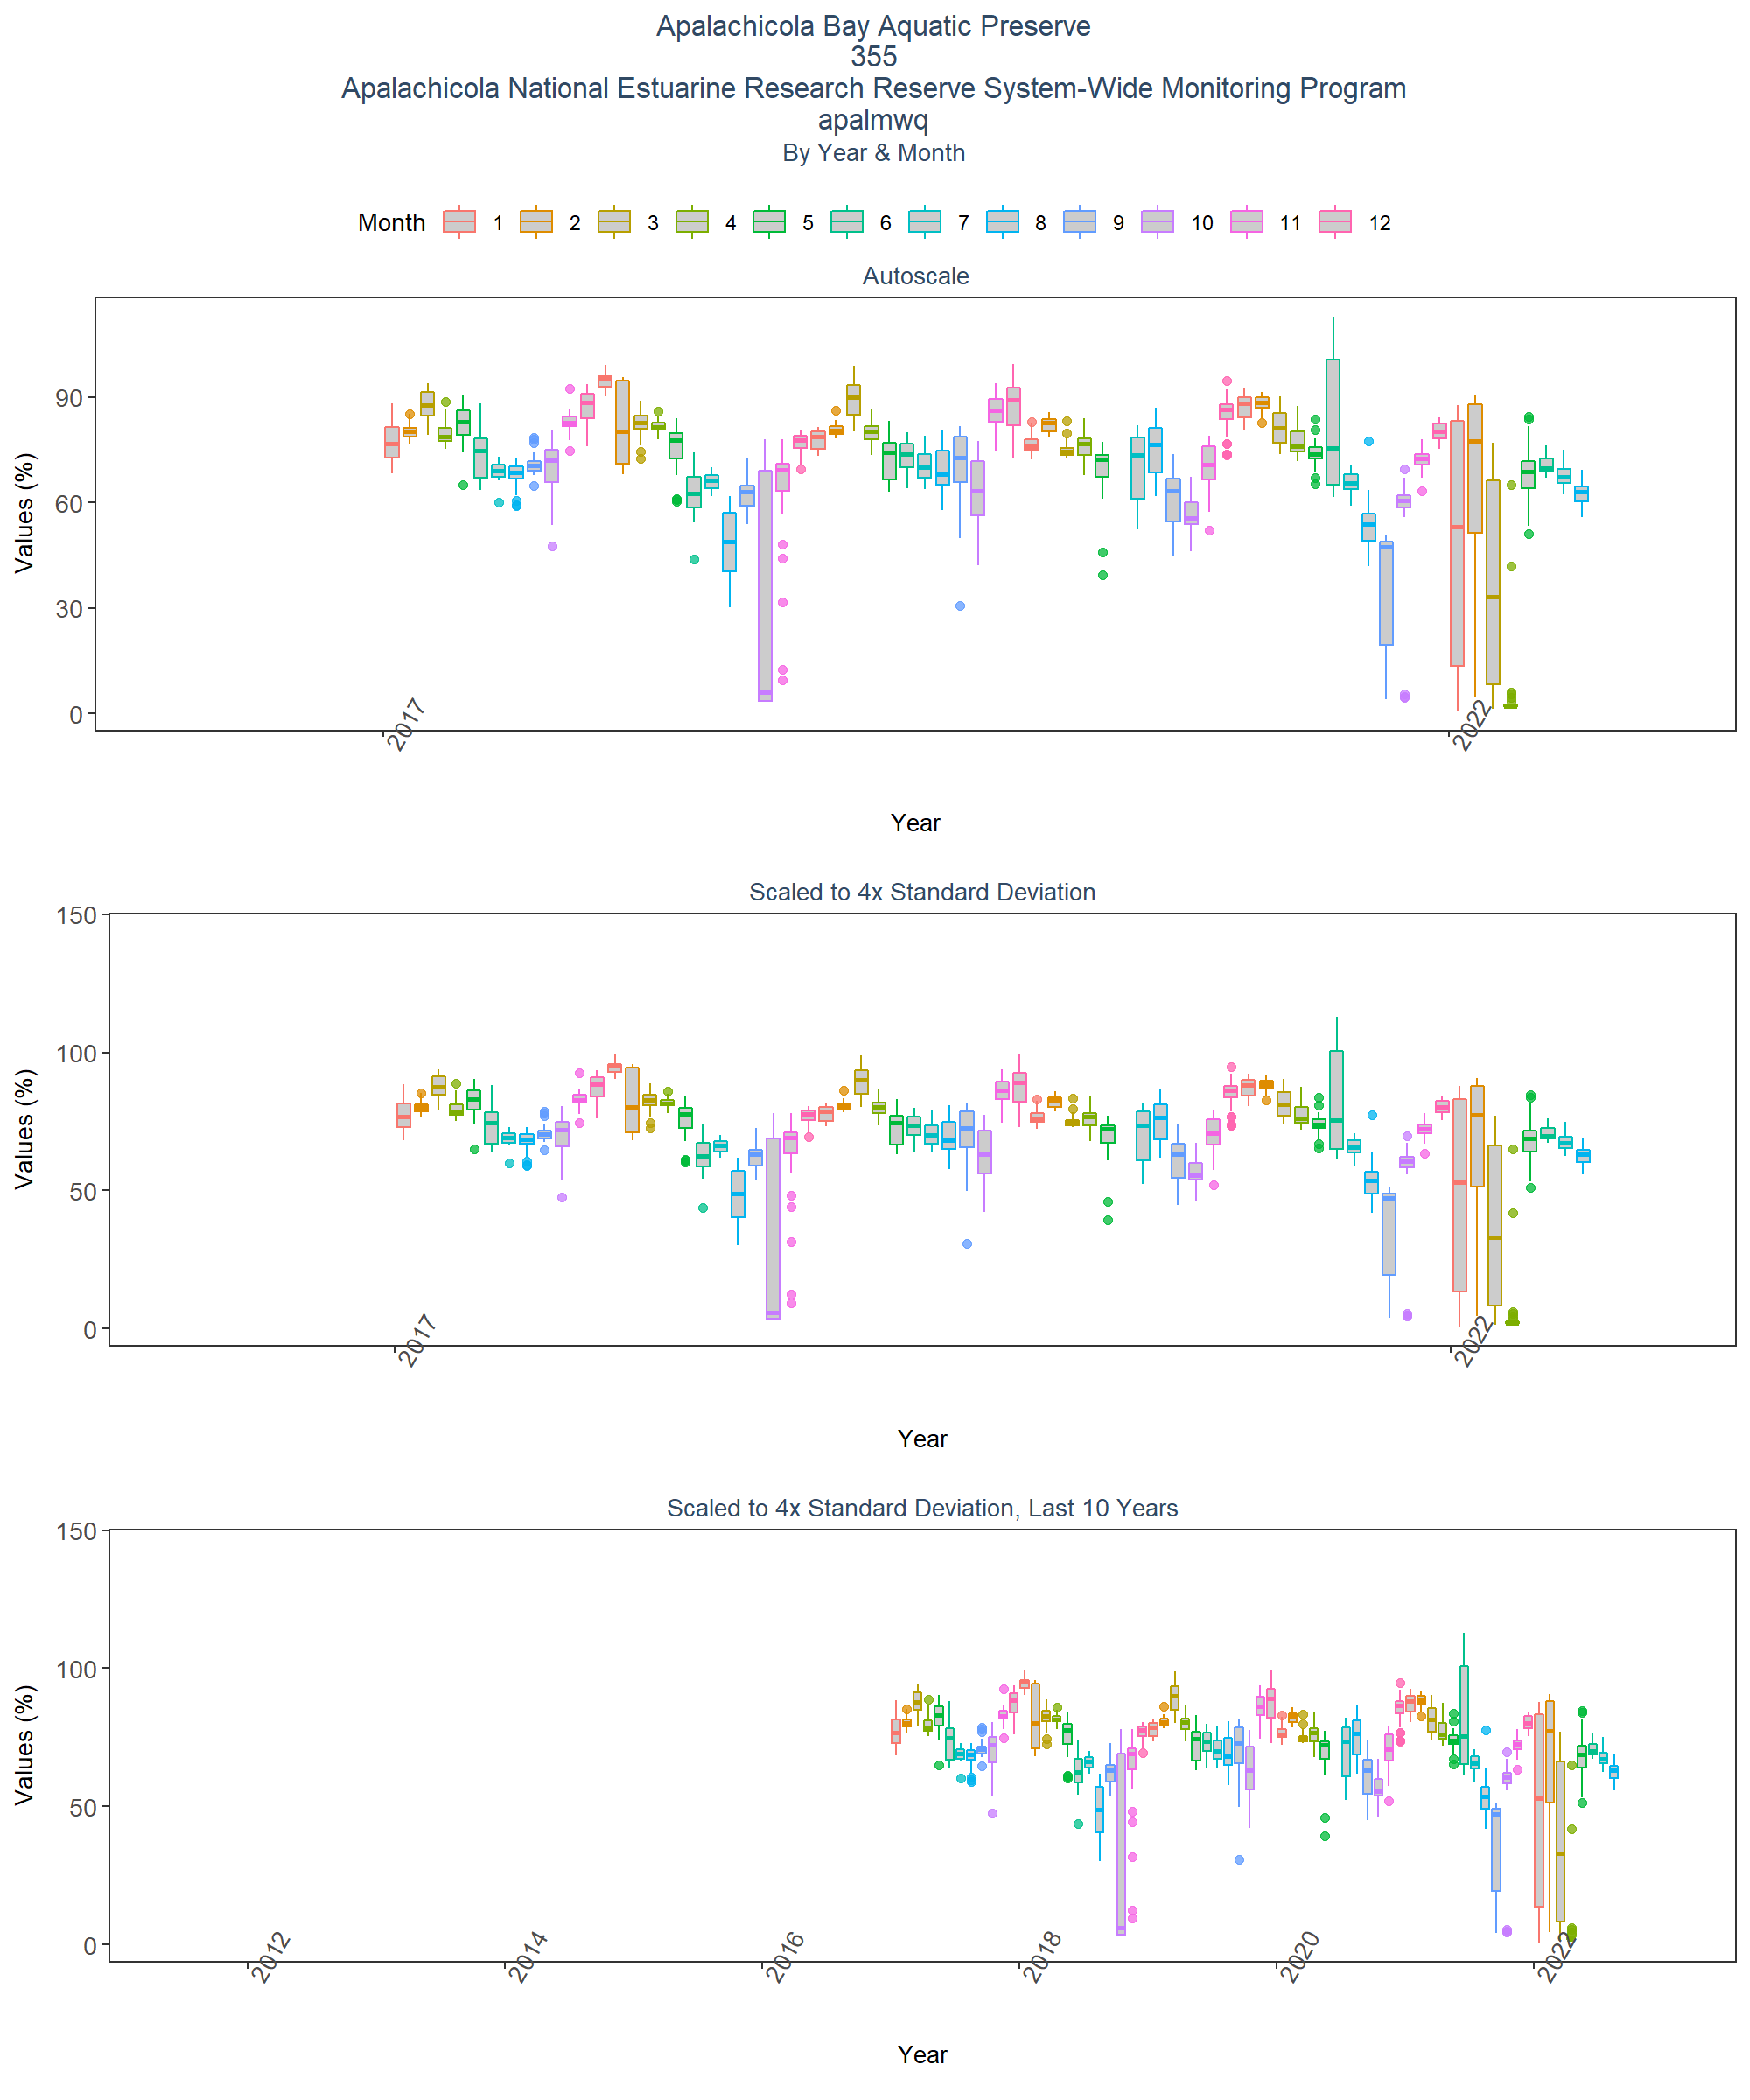 Apalachicola Bay Aquatic Preserve
355
Apalachicola National Estuarine Research Reserve System-Wide Monitoring Program
apalmwq
By Year & Month
Month 1 2 3 4 5 6 7 8 9 10 11 12
Autoscale
Values (%)
90
60
30
0
2017 2022
Year
Scaled to 4x Standard Deviation
Values (%)
150
100
50
0
2017 2022
Year
Scaled to 4x Standard Deviation, Last 10 Years
Values (%)
150
100
50
0
2012 2014 2016 2018 2020 2022
Year